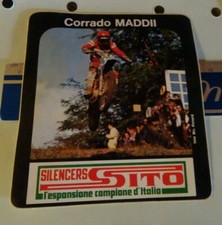 Corrado MADDII
SILENCERS SITO
l'espansione campione d'Italia